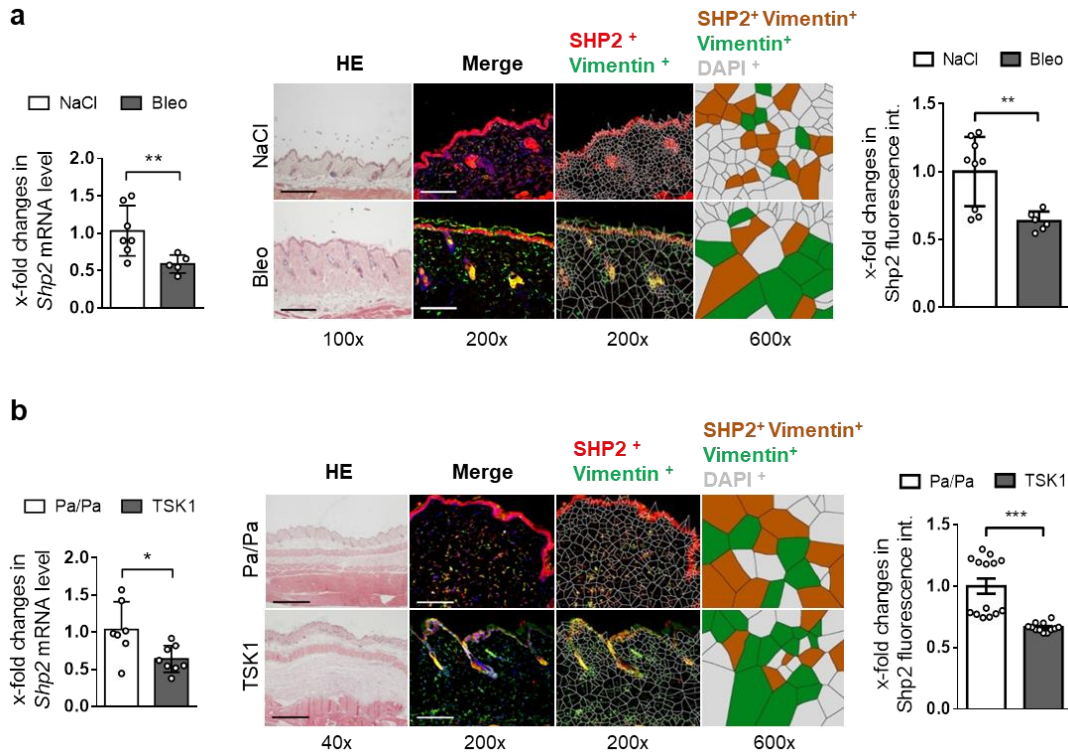 a
NaCl Bleo
**
x-fold changes in
Shp2 mRNA level
2.0
1.5
1.0
0.5
0.0
HE
Merge
SHP2 +
Vimentin +
SHP2+ Vimentin+
Vimentin+
DAPI +
NaCl
Bleo
100x
200x
200x
600x
NaCl Bleo
**
x-fold changes in
Shp2 fluorescence int.
1.5
1.0
0.5
0.0
b
Pa/Pa TSK1
*
x-fold changes in
Shp2 mRNA level
2.0
1.5
1.0
0.5
0.0
HE
Merge
SHP2 +
Vimentin +
SHP2+ Vimentin+
Vimentin+
DAPI +
Pa/Pa
TSK1
40x
200x
200x
600x
Pa/Pa TSK1
***
x-fold changes in
Shp2 fluorescence int.
1.5
1.0
0.5
0.0